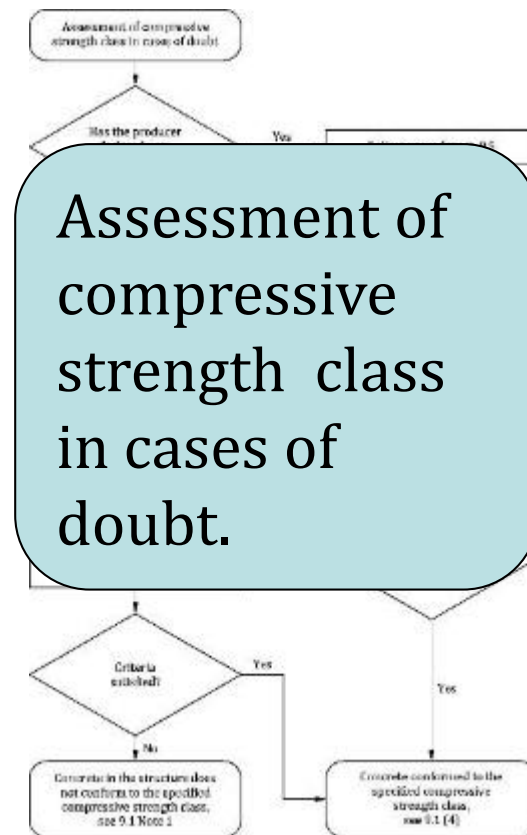 Assessment of compressive
strength class in cases of doubt
Has the producer
Yes
Assessment of
compressive
strength class
in cases of
doubt.
Criteria
satisfied?
Yes
Yes
No
Concrete in the structure does
not conform to the specified
compressive strength class,
see 9.1 Note 1
Concrete conformed to the
specified compressive
strength class,
see 9.1 (4)